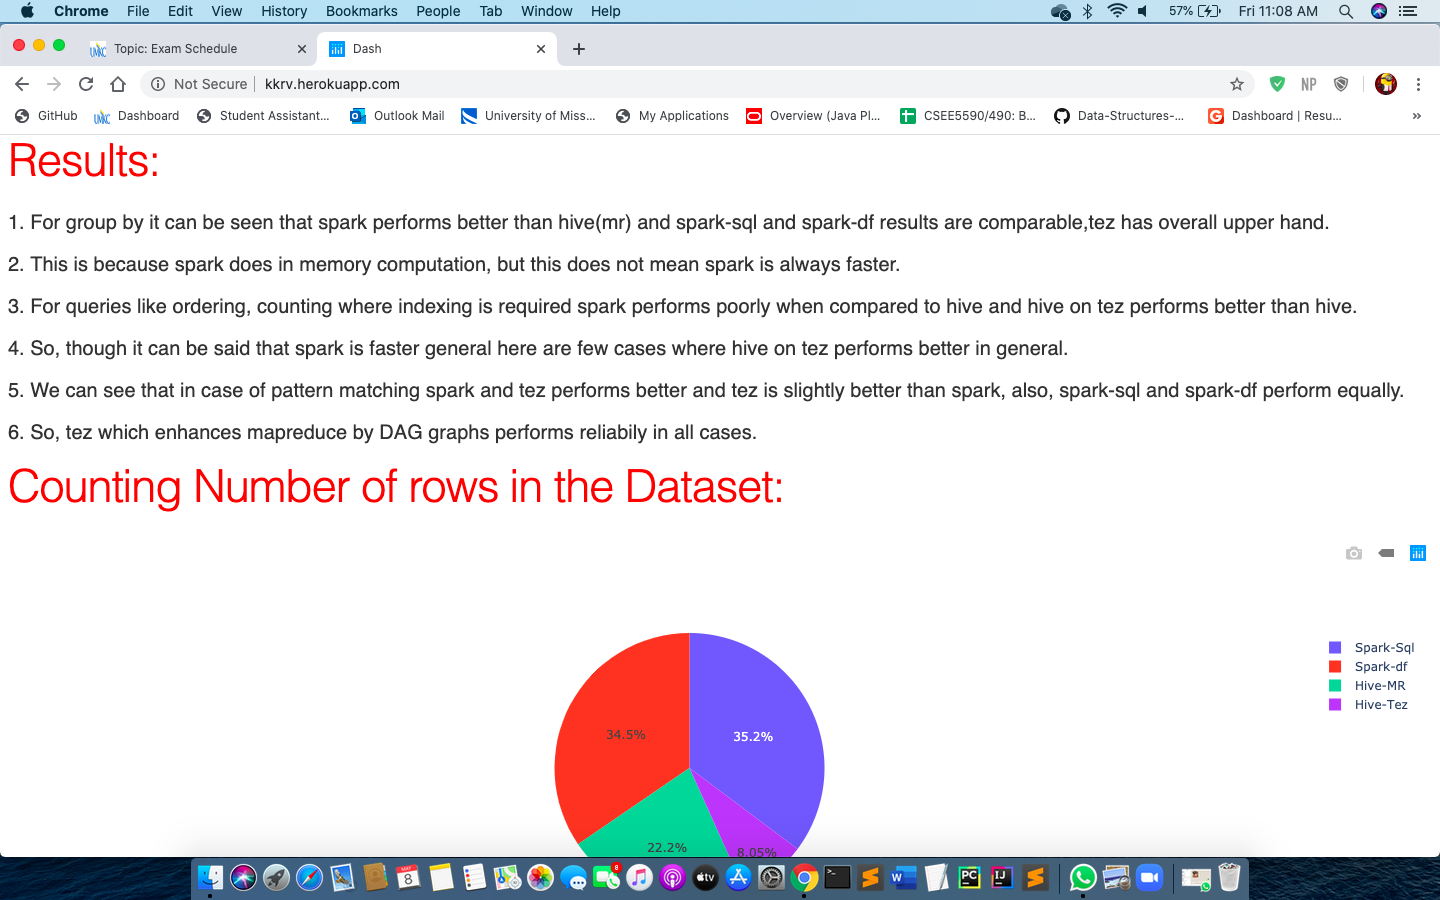 Chrome File Edit View History Bookmarks People Tab Window Help 57% Fri 11:08 AM
UMKC Topic: Exam Schedule Dash
Not Secure kkrv.herokuapp.com NP
GitHub UMKC Dashboard Student Assistant... Outlook Mail University of Miss... My Applications Overview (Java Pl... CSEE5590/490: B... Data-Structures-... Dashboard | Resu... »
Results:
1. For group by it can be seen that spark performs better than hive(mr) and spark-sql and spark-df results are comparable,tez has overall upper hand.
2. This is because spark does in memory computation, but this does not mean spark is always faster.
3. For queries like ordering, counting where indexing is required spark performs poorly when compared to hive and hive on tez performs better than hive.
4. So, though it can be said that spark is faster general here are few cases where hive on tez performs better in general.
5. We can see that in case of pattern matching spark and tez performs better and tez is slightly better than spark, also, spark-sql and spark-df perform equally.
6. So, tez which enhances mapreduce by DAG graphs performs reliabily in all cases.
Counting Number of rows in the Dataset:
Spark-Sql
Spark-df
Hive-MR
Hive-Tez
34.5% 35.2%
22.2% 8.05%
MAY 8 8 tv PC IJ